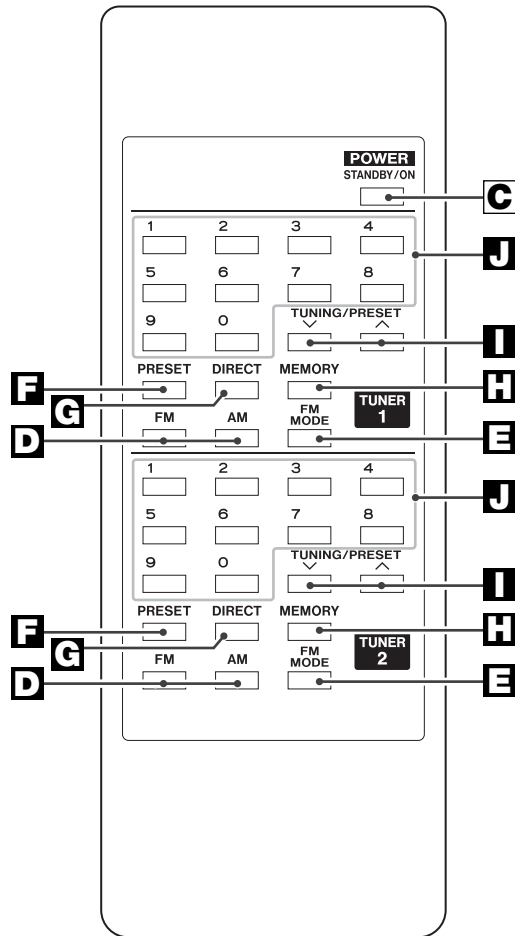 POWER
STANDBY/ON
C
1 2 3 4
J
5 6 7 8
TUNING/PRESET
9 0
I
PRESET DIRECT MEMORY
F
H
G
FM AM FM MODE
TUNER 1
D
E
1 2 3 4
J
5 6 7 8
TUNING/PRESET
9 0
I
PRESET DIRECT MEMORY
F
H
G
FM AM FM MODE
TUNER 2
D
E